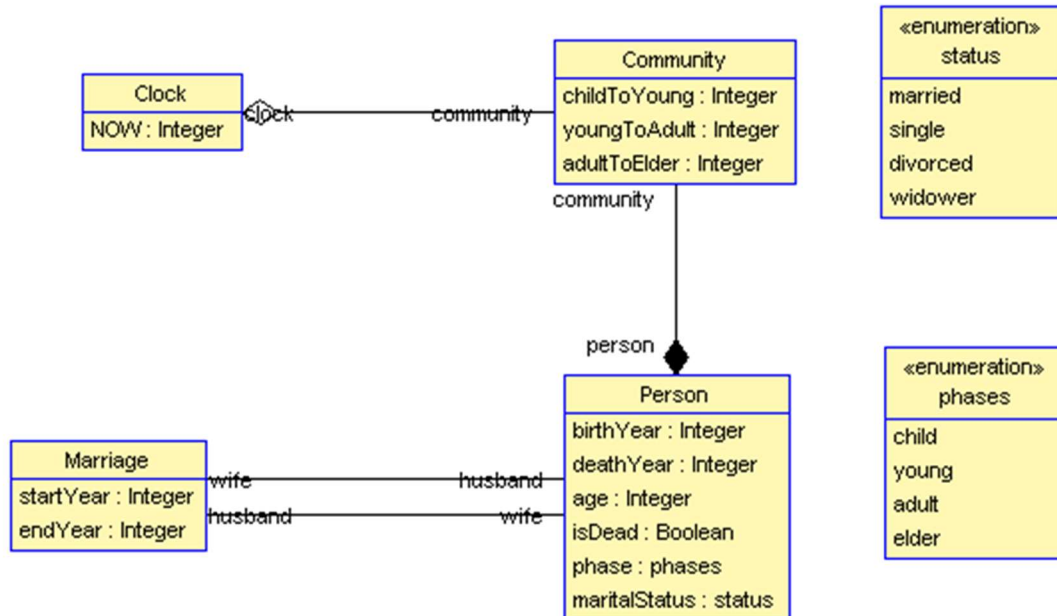 Clock
NOW : Integer
clock
community
Community
childToYoung : Integer
youngToAdult : Integer
adultToElder : Integer
community
«enumeration»
status
married
single
divorced
widower
person
Person
birthYear : Integer
deathYear : Integer
age : Integer
isDead : Boolean
phase : phases
maritalStatus : status
Marriage
startYear : Integer
endYear : Integer
wife
husband
husband
wife
«enumeration»
phases
child
young
adult
elder